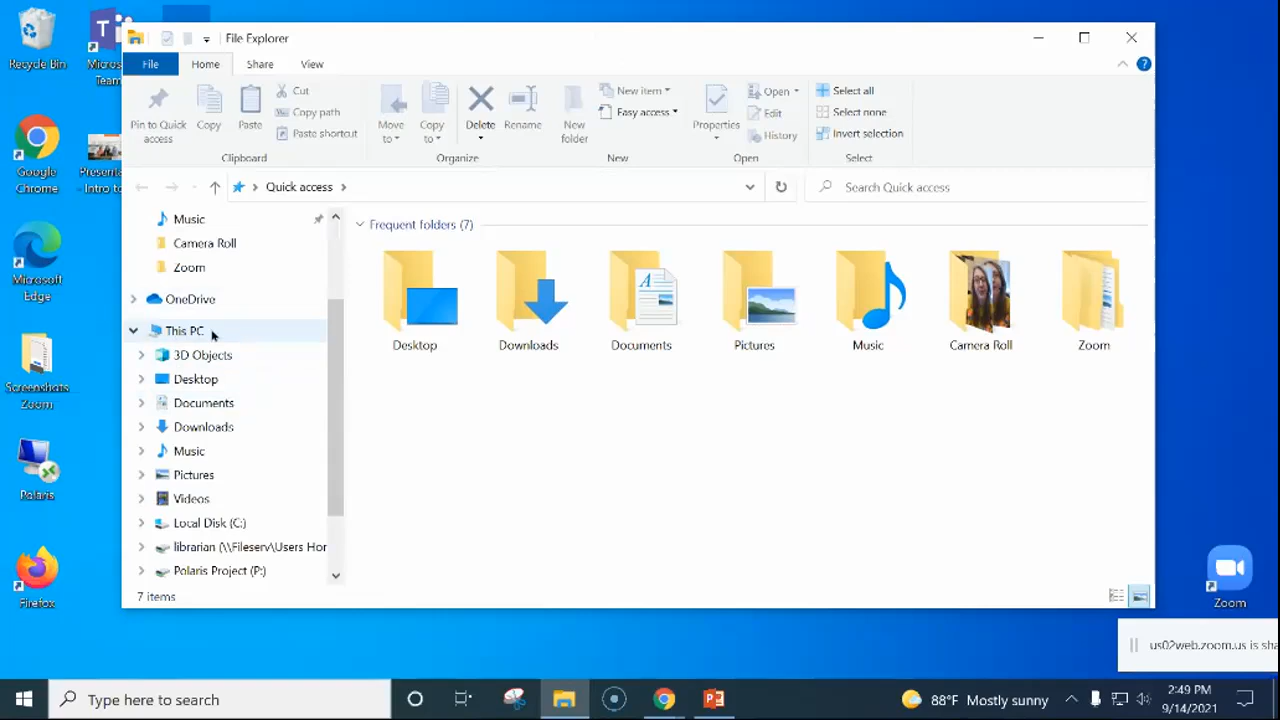 Recycle Bin
Micros
Team
Google
Chrome
Presenta
- Intro to
Microsoft
Edge
Screenshots
Zoom
Polaris
Firefox
File Explorer
File
Home
Share
View
Pin to Quick
access
Copy
Paste
Cut
Copy path
Paste shortcut
Clipboard
Move
to
Copy
to
Delete
Rename
Organize
New
folder
New item
Easy access
New
Properties
Open
Edit
History
Open
Select all
Select none
Invert selection
Select
Quick access
Search Quick access
Music
Camera Roll
Zoom
OneDrive
This PC
3D Objects
Desktop
Documents
Downloads
Music
Pictures
Videos
Local Disk (C:)
librarian (\\Fileserv\Users Hor
Polaris Project (P:)
Frequent folders (7)
Desktop
Downloads
Documents
Pictures
Music
Camera Roll
Zoom
7 items
Zoom
us02web.zoom.us is sha
Type here to search
88°F Mostly sunny
2:49 PM
9/14/2021